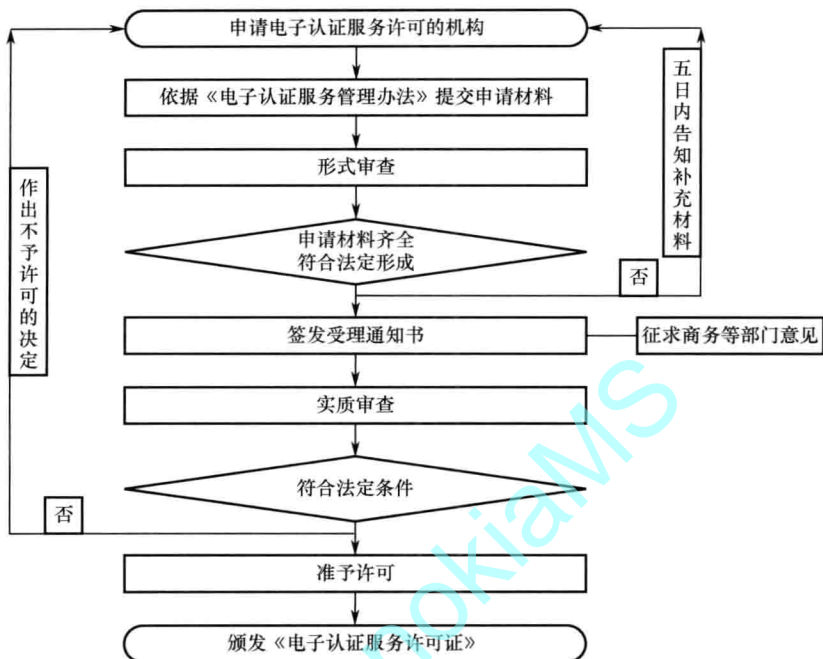 申请电子认证服务许可的机构
依据《电子认证服务管理办法》提交申请材料
形式审查
申请材料齐全
符合法定形成
否
五日内告知补充材料
签发受理通知书
征求商务等部门意见
实质审查
符合法定条件
否
作出不予许可的决定
准予许可
颁发《电子认证服务许可证》
nokiaMS